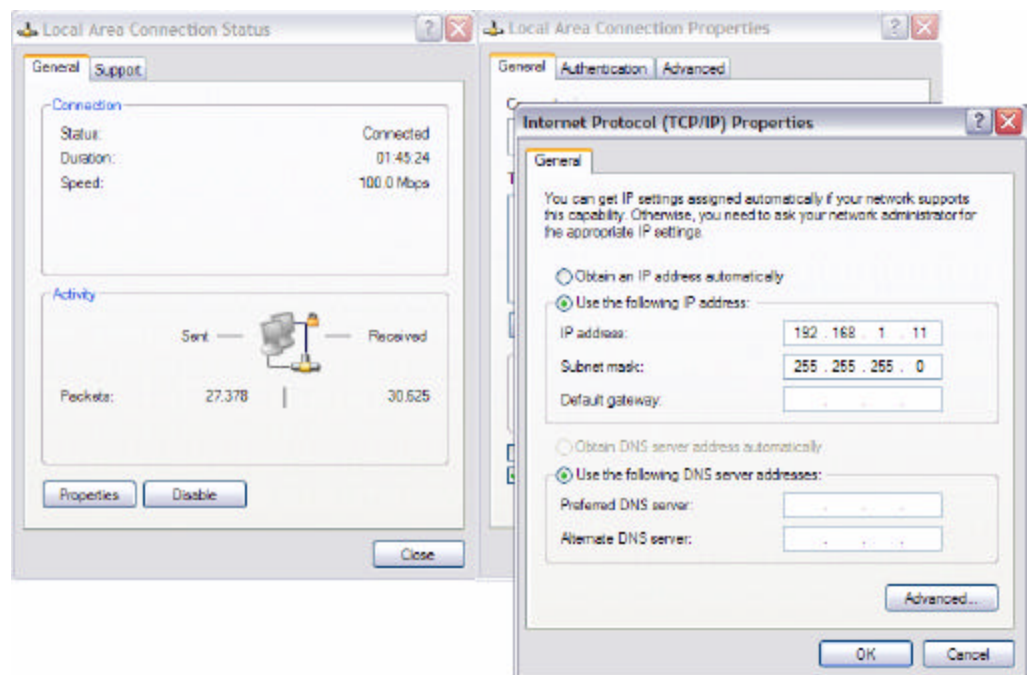 Local Area Connection Status
General Support
Connection
Status: Connected
Duration: 01:45:24
Speed: 100.0 Mbps
Activity
Sent Received
Packets: 27.378 30.625
Properties Disable
Close
Local Area Connection Properties
General Authentication Advanced
Internet Protocol (TCP/IP) Properties
General
You can get IP settings assigned automatically if your network supports
this capability. Otherwise, you need to ask your network administrator for
the appropriate IP settings.
Obtain an IP address automatically
Use the following IP address:
IP address: 192 . 168 . 1 . 11
Subnet mask: 255 . 255 . 255 . 0
Default gateway: . . .
Obtain DNS server address automatically
Use the following DNS server addresses:
Preferred DNS server: . . .
Alternate DNS server: . . .
Advanced...
OK Cancel